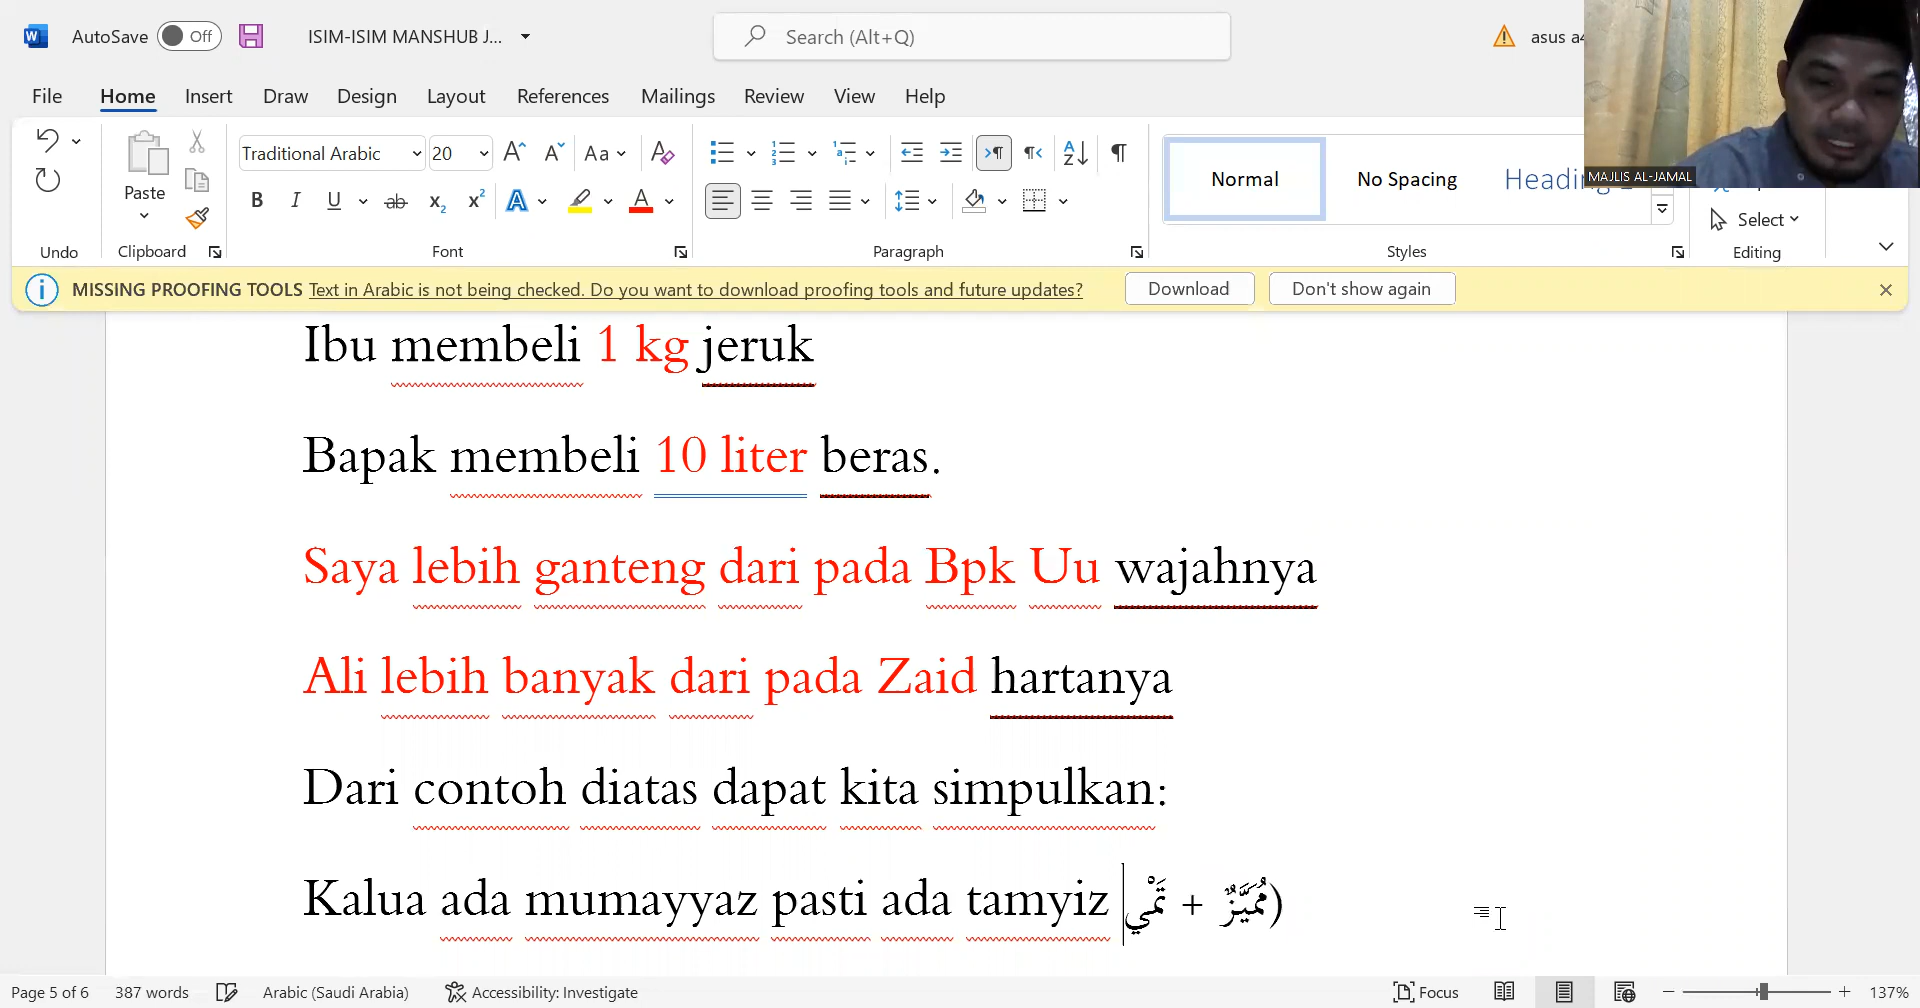 AutoSave Off ISIM-ISIM MANSHUB J... Search (Alt+Q) asus a4
File Home Insert Draw Design Layout References Mailings Review View Help
Traditional Arabic 20 Aa
Paste
Normal No Spacing Heading
MAJLIS AL-JAMAL
Select
Undo Clipboard Font Paragraph Styles Editing
MISSING PROOFING TOOLS Text in Arabic is not being checked. Do you want to download proofing tools and future updates? Download Don't show again
Ibu membeli 1 kg jeruk
Bapak membeli 10 liter beras.
Saya lebih ganteng dari pada Bpk Uu wajahnya
Ali lebih banyak dari pada Zaid hartanya
Dari contoh diatas dapat kita simpulkan:
Kalua ada mumayyaz pasti ada tamyiz (مُمَيَّزٌ + تَمْي
Page 5 of 6 387 words Arabic (Saudi Arabia) Accessibility: Investigate Focus 137%